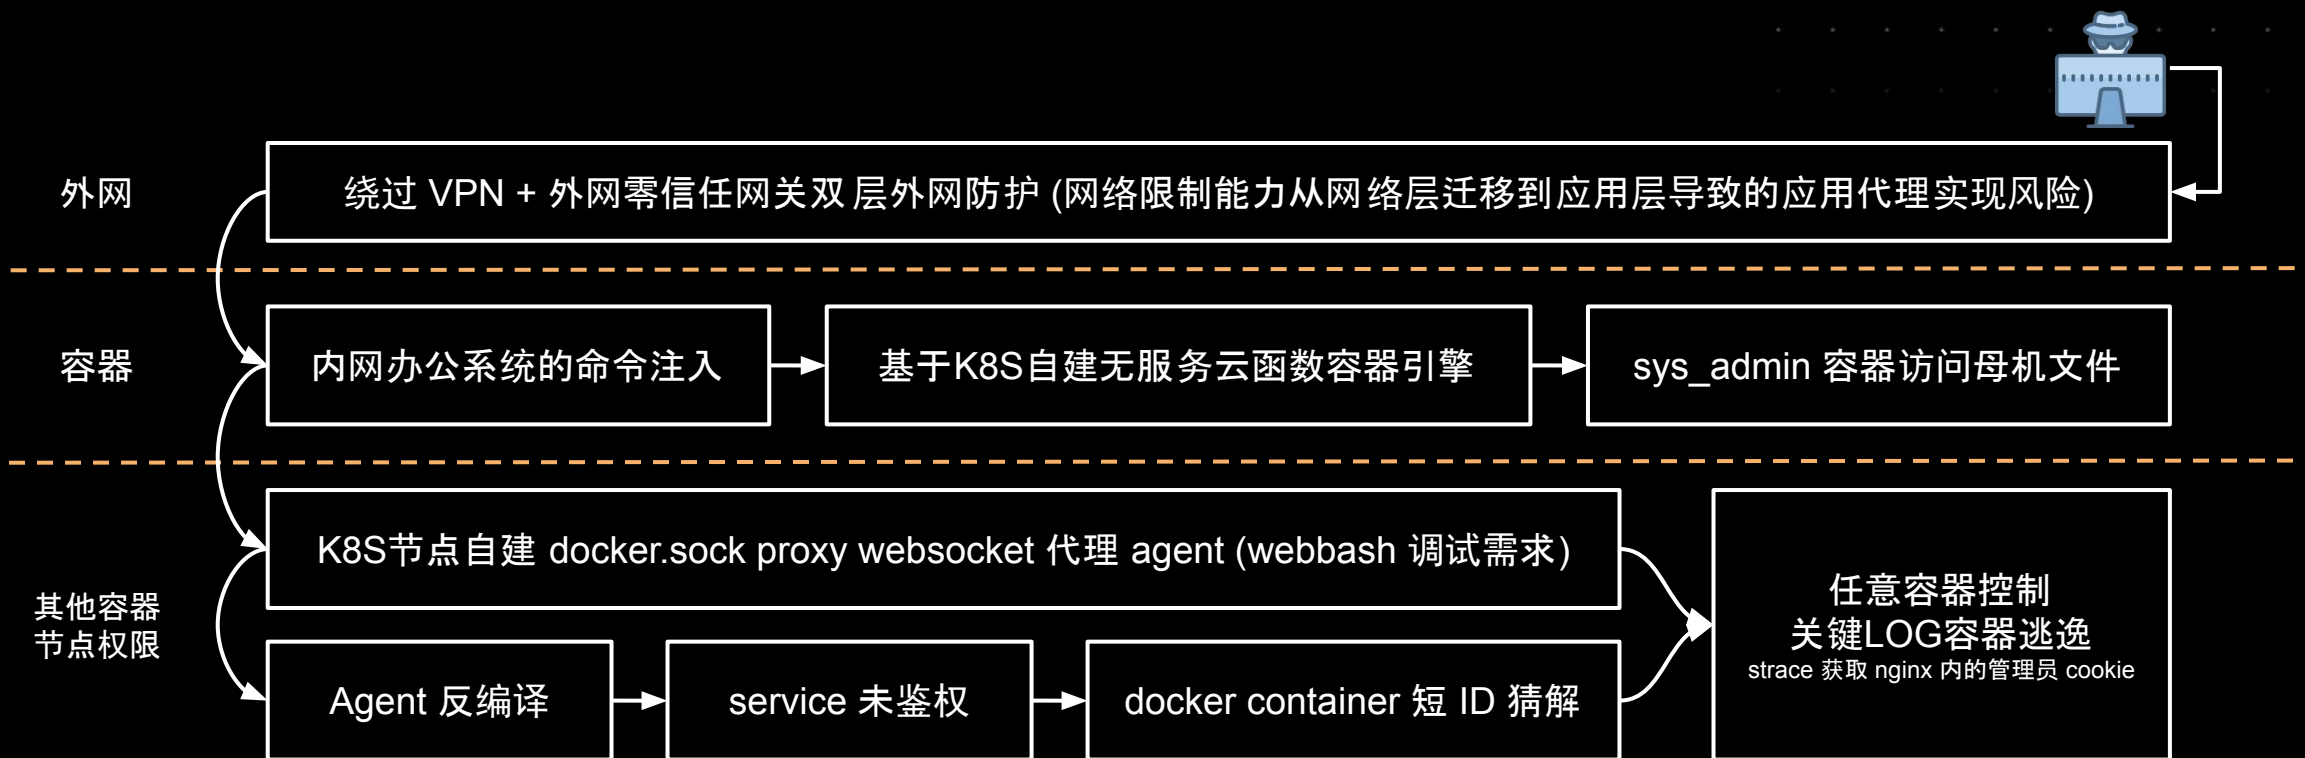 外网
绕过 VPN + 外网零信任网关双层外网防护 (网络限制能力从网络层迁移到应用层导致的应用代理实现风险)
容器
内网办公系统的命令注入
基于K8S自建无服务云函数容器引擎
sys_admin 容器访问母机文件
其他容器
节点权限
K8S节点自建 docker.sock proxy websocket 代理 agent (webbash 调试需求)
Agent 反编译
service 未鉴权
docker container 短 ID 猜解
任意容器控制
关键LOG容器逃逸
strace 获取 nginx 内的管理员 cookie